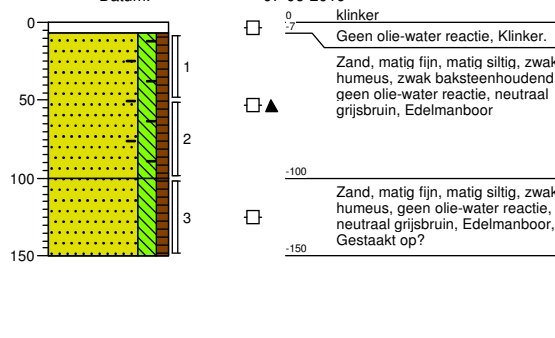 0
50
100
150
1
2
3
0
klinker
-7
Geen olie-water reactie, Klinker.
Zand, matig fijn, matig siltig, zwak
humeus, zwak baksteenhoudend
geen olie-water reactie, neutraal
grijsbruin, Edelmanboor
-100
Zand, matig fijn, matig siltig, zwak
humeus, geen olie-water reactie,
neutraal grijsbruin, Edelmanboor,
Gestaakt op?
-150